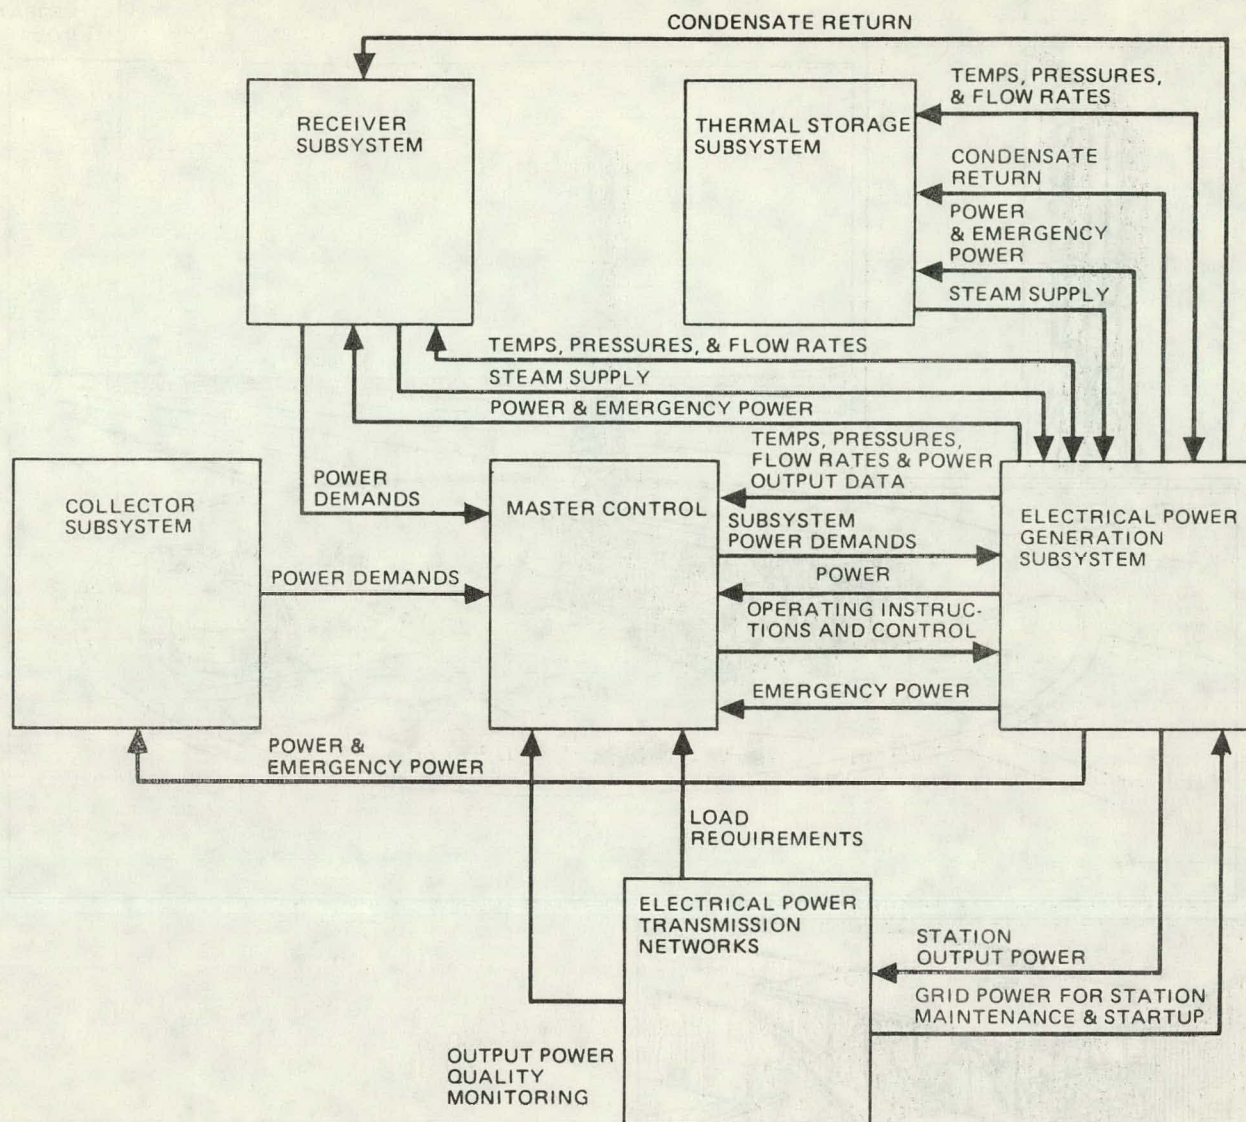 CONDENSATE RETURN
RECEIVER
SUBSYSTEM
THERMAL STORAGE
SUBSYSTEM
TEMPS, PRESSURES,
& FLOW RATES
CONDENSATE
RETURN
POWER
& EMERGENCY
POWER
STEAM SUPPLY
TEMPS, PRESSURES, & FLOW RATES
STEAM SUPPLY
POWER & EMERGENCY POWER
COLLECTOR
SUBSYSTEM
POWER
DEMANDS
POWER DEMANDS
MASTER CONTROL
TEMPS, PRESSURES,
FLOW RATES & POWER
OUTPUT DATA
SUBSYSTEM
POWER DEMANDS
POWER
OPERATING INSTRUC-
TIONS AND CONTROL
EMERGENCY POWER
ELECTRICAL POWER
GENERATION
SUBSYSTEM
POWER &
EMERGENCY POWER
LOAD
REQUIREMENTS
ELECTRICAL POWER
TRANSMISSION
NETWORKS
STATION
OUTPUT POWER
GRID POWER FOR STATION
MAINTENANCE & STARTUP
OUTPUT POWER
QUALITY
MONITORING